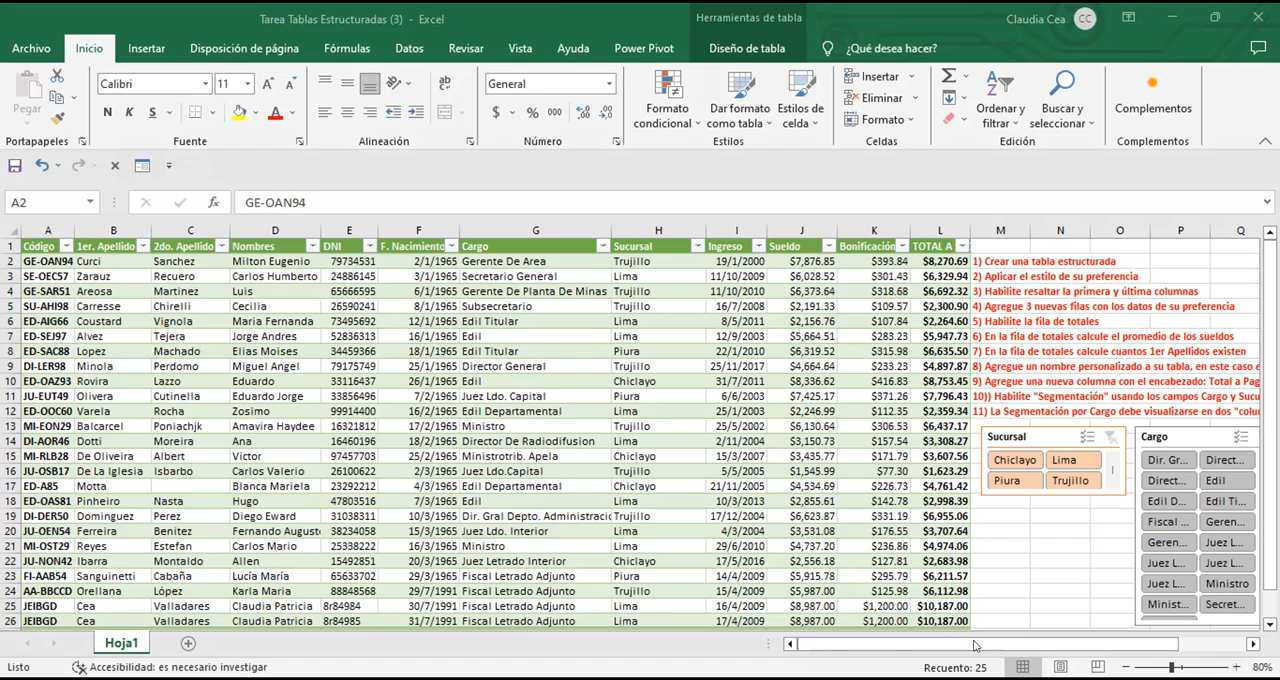 Tarea Tablas Estructuradas (3) - Excel
Herramientas de tabla
Claudia Cea CC
Archivo Inicio Insertar Disposición de página Fórmulas Datos Revisar Vista Ayuda Power Pivot Diseño de tabla ¿Qué desea hacer?
Pegar
Calibri 11
N K S
General
$ % 000
Formato condicional
Dar formato como tabla
Estilos de celda
Insertar
Eliminar
Formato
Ordenar y filtrar
Buscar y seleccionar
Complementos
Portapapeles Fuente Alineación Número Estilos Celdas Edición Complementos
A2 fx GE-OAN94
A B C D E F G H I J K L M N O P Q
1 Código 1er. Apellido 2do. Apellido Nombres DNI F. Nacimiento Cargo Sucursal Ingreso Sueldo Bonificación TOTAL A
2 GE-OAN94 Curci Sanchez Milton Eugenio 79734531 2/1/1965 Gerente De Area Trujillo 19/1/2000 $7,876.85 $393.84 $8,270.69 1) Crear una tabla estructurada
3 SE-OEC57 Zarauz Recuero Carlos Humberto 24886145 3/1/1965 Secretario General Lima 11/10/2009 $6,028.52 $301.43 $6,329.94 2) Aplicar el estilo de su preferencia
4 GE-SAR51 Areosa Martinez Luis 65666595 6/1/1965 Gerente De Planta De Minas Trujillo 11/10/2010 $6,373.64 $318.68 $6,692.32 3) Habilite resaltar la primera y última columnas
5 SU-AHI98 Carresse Chirelli Cecilia 26590241 8/1/1965 Subsecretario Trujillo 16/7/2008 $2,191.33 $109.57 $2,300.90 4) Agregue 3 nuevas filas con los datos de su preferencia
6 ED-AIG66 Coustard Vignola Maria Fernanda 73495692 12/1/1965 Edil Titular Lima 8/5/2011 $2,156.76 $107.84 $2,264.60 5) Habilite la fila de totales
7 ED-SEJ97 Alvez Tejera Jorge Andres 52836313 16/1/1965 Edil Lima 12/9/2003 $5,664.51 $283.23 $5,947.73 6) En la fila de totales calcule el promedio de los sueldos
8 ED-SAC88 Lopez Machado Elias Moises 34459366 18/1/1965 Edil Titular Piura 22/1/2010 $6,319.51 $315.98 $6,635.50 7) En la fila de totales calcule cuantos 1er Apellidos existen
9 DI-LER98 Minola Perdomo Miguel Angel 79175749 25/1/1965 Director General Trujillo 25/11/2017 $4,664.64 $233.23 $4,897.87 8) Agregue un nombre personalizado a su tabla, en este caso e
10 ED-OAZ93 Rovira Lazzo Eduardo 33116437 26/1/1965 Edil Chiclayo 31/7/2011 $8,336.62 $416.83 $8,753.45 9) Agregue una nueva columna con el encabezado: Total a Pag
11 JU-EUT49 Olivera Cutinella Eduardo Jorge 43552996 7/2/1965 Juez Ldo. Capital Piura 6/6/2003 $7,425.17 $371.26 $7,796.43 10)) Habilite "Segmentación" usando los campos Cargo y Sucu
12 ED-OOC60 Varela Rocha Zosimo 99914400 16/2/1965 Edil Departamental Lima 25/1/2003 $2,246.99 $112.35 $2,359.34 11) La Segmentación por Cargo debe visualizarse en dos "colun
13 MI-EON29 Balcarcel Poniachjk Amavira Haydee 16321812 17/2/1965 Ministro Trujillo 25/5/2002 $6,130.64 $306.53 $6,437.17
14 DI-AOR46 Dotti Moreira Ana 16460196 3/3/1965 Director De Radiodifusion Lima 2/11/2004 $3,150.73 $157.54 $3,308.27
15 MI-RLB28 De Oliveira Albert Victor 97457703 25/2/1965 Ministrotrib. Apela Chiclayo 15/3/2007 $3,435.77 $171.79 $3,607.56
16 JU-OSB17 De La Iglesia Isbarbo Carlos Valerio 26100622 2/3/1965 Juez Ldo.Capital Trujillo 5/5/2005 $1,545.99 $77.30 $1,623.29
17 ED-A85 Motta Blanca Mariela 23292912 4/3/1965 Edil Departamental Chiclayo 21/11/2005 $4,534.69 $226.73 $4,761.42
18 ED-OAS81 Pinheiro Nasta Hugo 47803516 7/3/1965 Edil Lima 10/3/2013 $2,855.61 $142.78 $2,998.39
19 DI-DER50 Dominguez Perez Diego Eward 31038311 10/3/1965 Dir. Gral Depto. Administracio Trujillo 17/12/2004 $6,623.87 $331.19 $6,955.06
20 JU-OEN54 Ferreira Benitez Fernando August 15/3/1965 Juez Ldo. Interior Lima 4/3/2004 $3,531.08 $176.55 $3,707.64
21 MI-OST29 Reyes Estefan Carlos Mario 25338222 16/3/1965 Ministro Lima 29/6/2010 $4,737.20 $236.86 $4,974.06
22 JU-NON42 Ibarra Montaldo Allen 15492851 16/3/1965 Juez Letrado Interior Chiclayo 17/5/2016 $2,556.18 $127.81 $2,683.98
23 FI-AAB54 Sanguinetti Cabaña Lucía María 65633702 29/3/1965 Fiscal Letrado Adjunto Piura 14/4/2009 $5,915.78 $295.79 $6,211.57
24 AA-BBCCD Orellana López Karla María 88848568 29/7/1991 Fiscal Letrado Adjunto Trujillo 15/4/2009 $5,987.00 $125.98 $6,112.98
25 JEIBGD Cea Valladares Claudia Patricia 8r84984 30/7/1991 Fiscal Letrado Adjunto Lima 16/4/2009 $8,987.00 $1,200.00 $10,187.00
26 JEIBGD Cea Valladares Claudia Patricia 8r84985 31/7/1991 Fiscal Letrado Adjunto Lima 17/4/2009 $8,987.00 $1,200.00 $10,187.00
Sucursal
Chiclayo Lima
Piura Trujillo
Cargo
Dir. Gr... Direct...
Direct... Edil
Edil D... Edil Ti...
Fiscal ... Geren...
Geren... Juez L...
Juez L... Juez L...
Juez L... Ministro
Minist... Secret...
Hoja1
Listo Accesibilidad: es necesario investigar Recuento: 25 80%